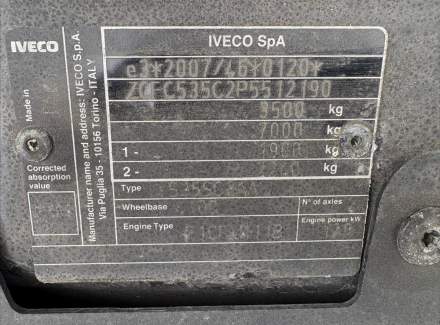 IVECO
IVECO SpA
Made in
Manufacturer name and address: IVECO S.p.A.
Via Puglia 35 - 10156 Torino - ITALY
e3*2007/46*0120*
ZCFC535C2P5512190
3500 kg
7000 kg
1 - kg
2 - kg
Corrected
absorption
value
Type
N.° of axles
Wheelbase
Engine power kW
Engine Type